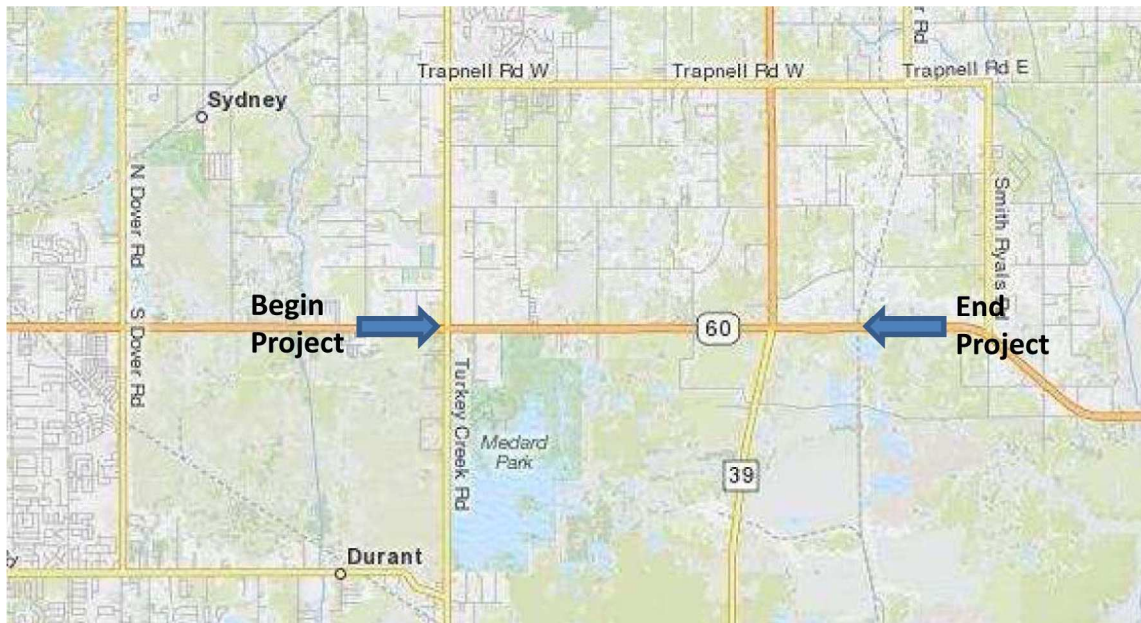 r Rd
Trapnell Rd W
Trapnell Rd W
Trapnell Rd E
Sydney
N Dover Rd
Smith Ryals Rd
Begin
Project
S Dover Rd
60
End
Project
Turkey Creek Rd
Medard
Park
39
Durant